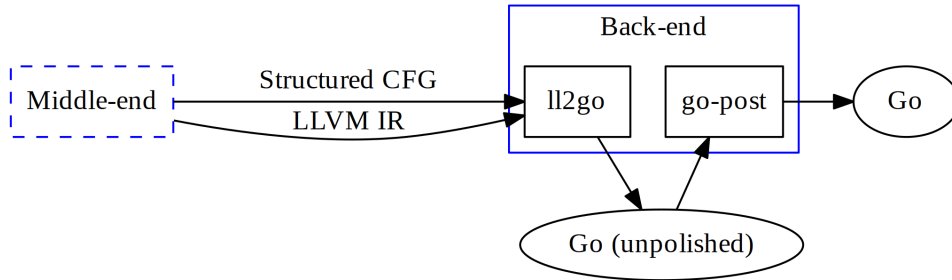 Back-end
Structured CFG
Middle-end
ll2go
go-post
Go
LLVM IR
Go (unpolished)